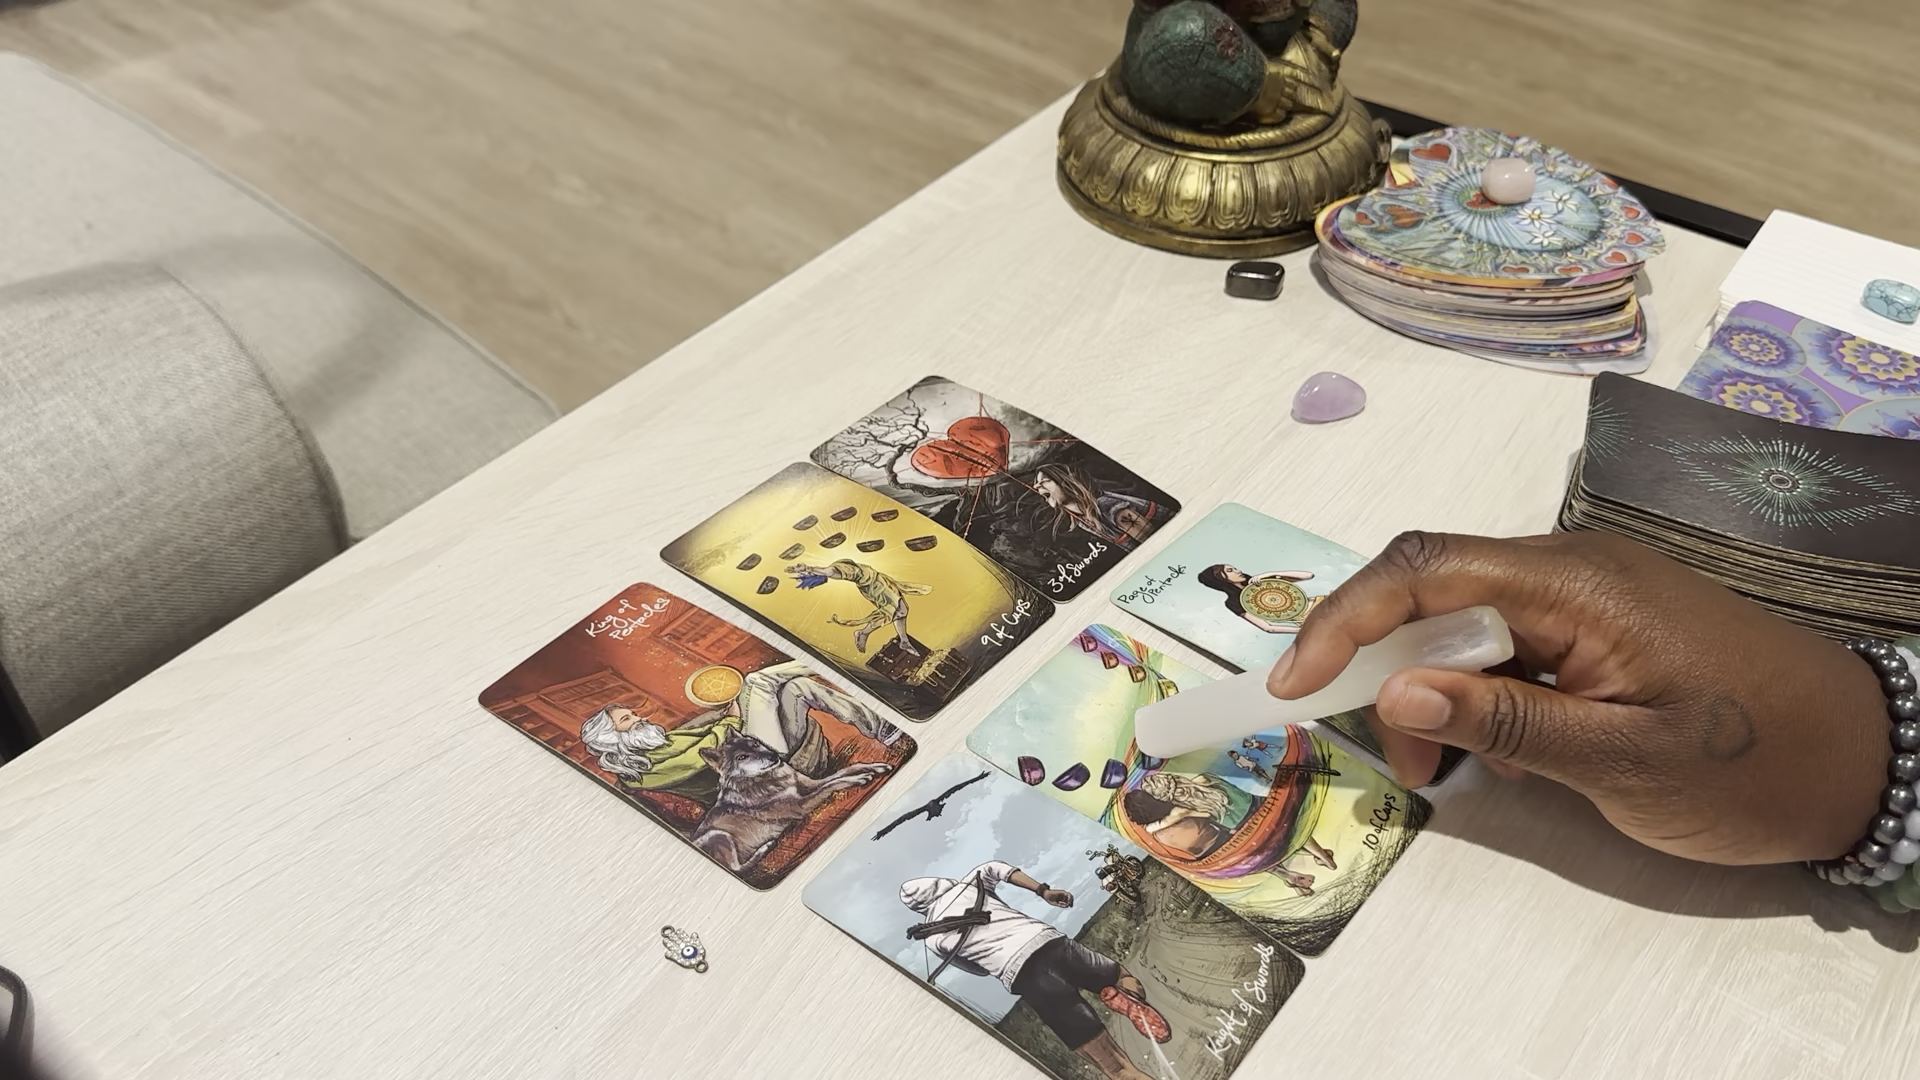 3 of Swords
9 of Cups
King of
Pentacles
Page of
Pentacles
10 of Cups
Knight of Swords